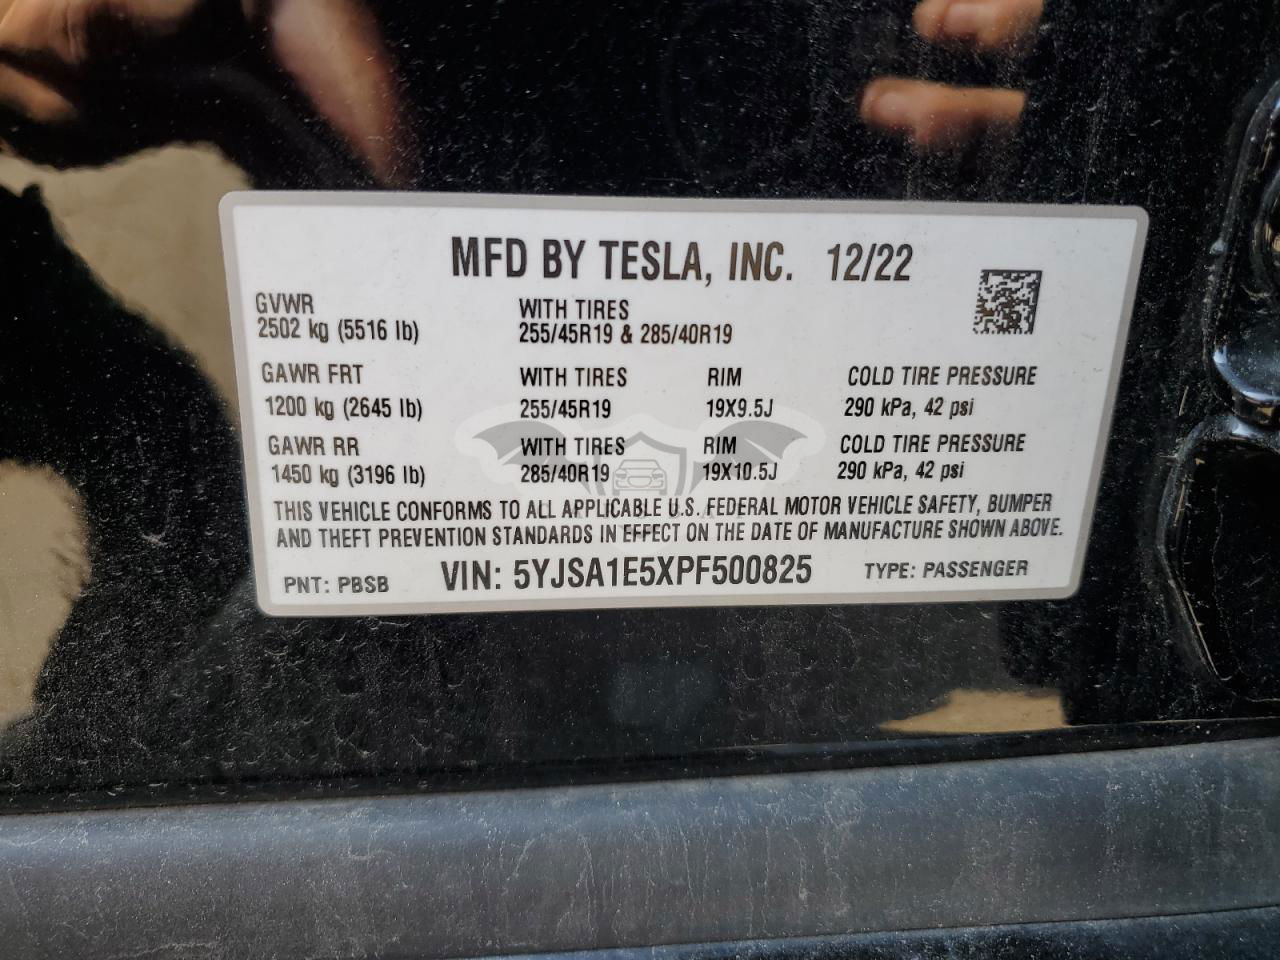 MFD BY TESLA, INC. 12/22
GVWR WITH TIRES
2502 kg (5516 lb) 255/45R19 & 285/40R19
GAWR FRT WITH TIRES RIM COLD TIRE PRESSURE
1200 kg (2645 lb) 255/45R19 19X9.5J 290 kPa, 42 psi
GAWR RR WITH TIRES RIM COLD TIRE PRESSURE
1450 kg (3196 lb) 285/40R19 19X10.5J 290 kPa, 42 psi
THIS VEHICLE CONFORMS TO ALL APPLICABLE U.S. FEDERAL MOTOR VEHICLE SAFETY, BUMPER
AND THEFT PREVENTION STANDARDS IN EFFECT ON THE DATE OF MANUFACTURE SHOWN ABOVE.
PNT: PBSB VIN: 5YJSA1E5XPF500825 TYPE: PASSENGER